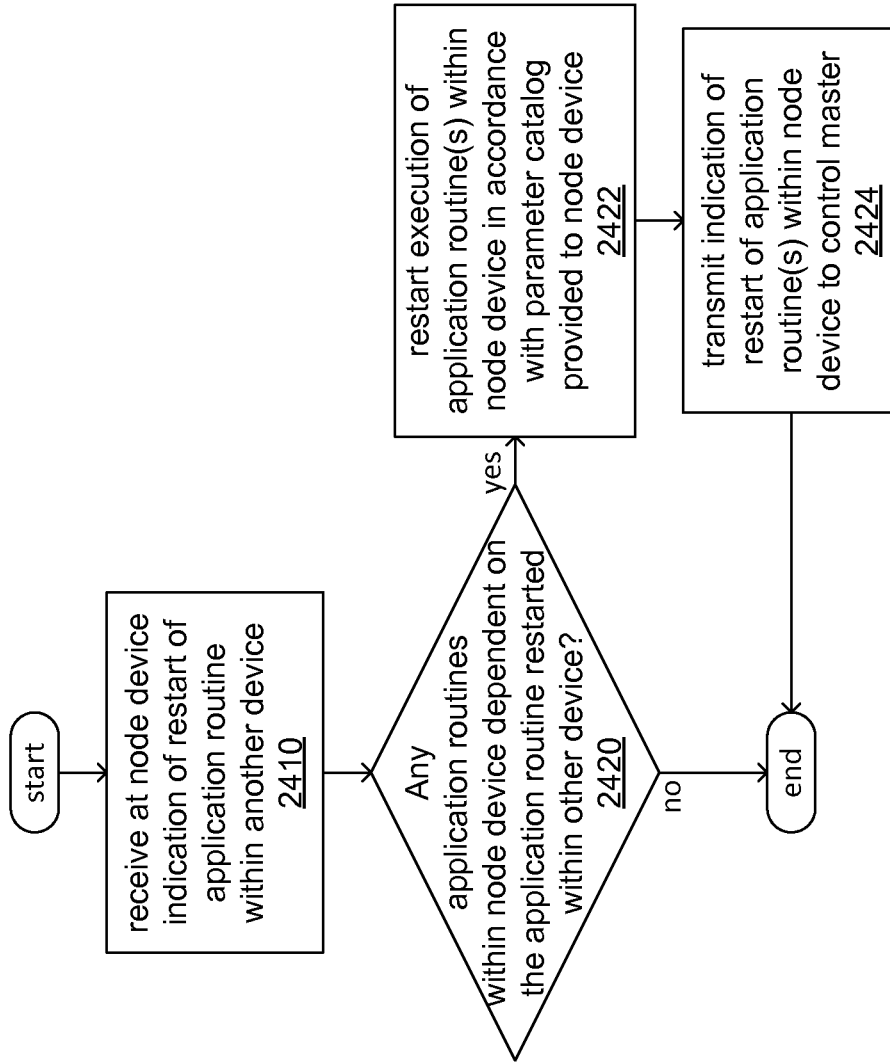 start
receive at node device
indication of restart of
application routine
within another device
2410
Any
application routines
within node device dependent on
the application routine restarted
within other device?
2420
yes
no
restart execution of
application routine(s) within
node device in accordance
with parameter catalog
provided to node device
2422
transmit indication of
restart of application
routine(s) within node
device to control master
2424
end